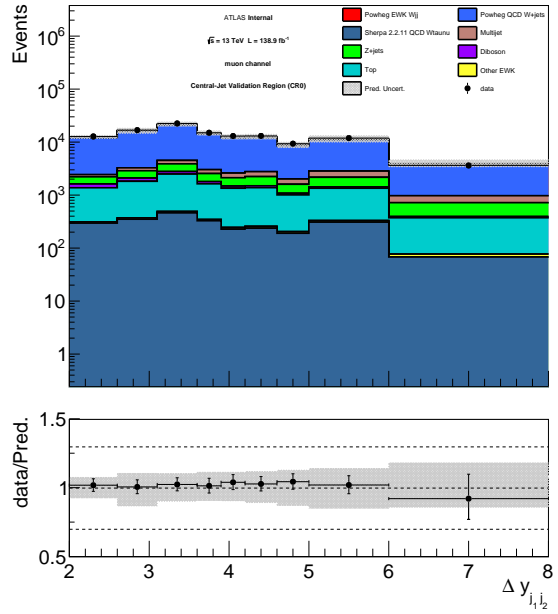 Events
10⁶
10⁵
10⁴
10³
10²
10
1
ATLAS Internal
√s = 13 TeV L = 138.9 fb⁻¹
muon channel
Central-Jet Validation Region (CR0)
Powheg EWK Wjj
Powheg QCD W+jets
Sherpa 2.2.11 QCD Wtaunu
Multijet
Z+jets
Diboson
Top
Other EWK
Pred. Uncert.
data
data/Pred.
1.5
1
0.5
2 3 4 5 6 7 8
Δ y_{j₁j₂}